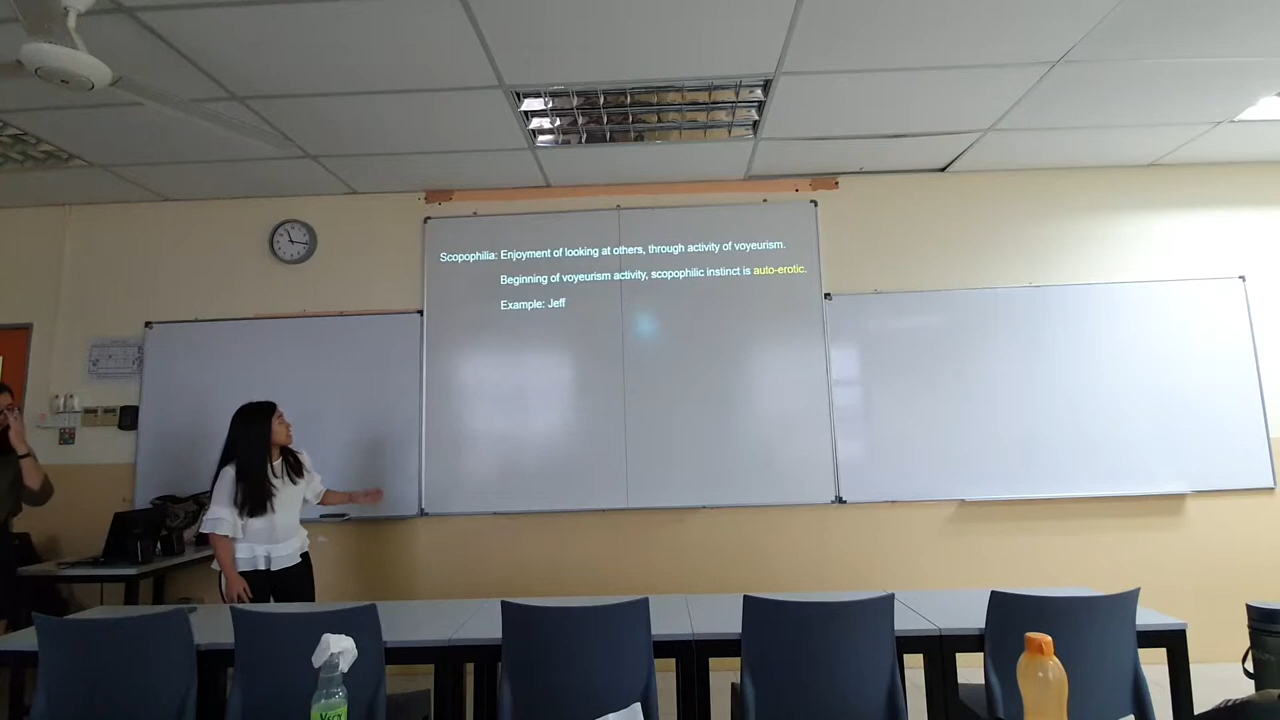 Scopophilia: Enjoyment of looking at others, through activity of voyeurism.
Beginning of voyeurism activity, scopophilic instinct is auto-erotic.
Example: Jeff
Very